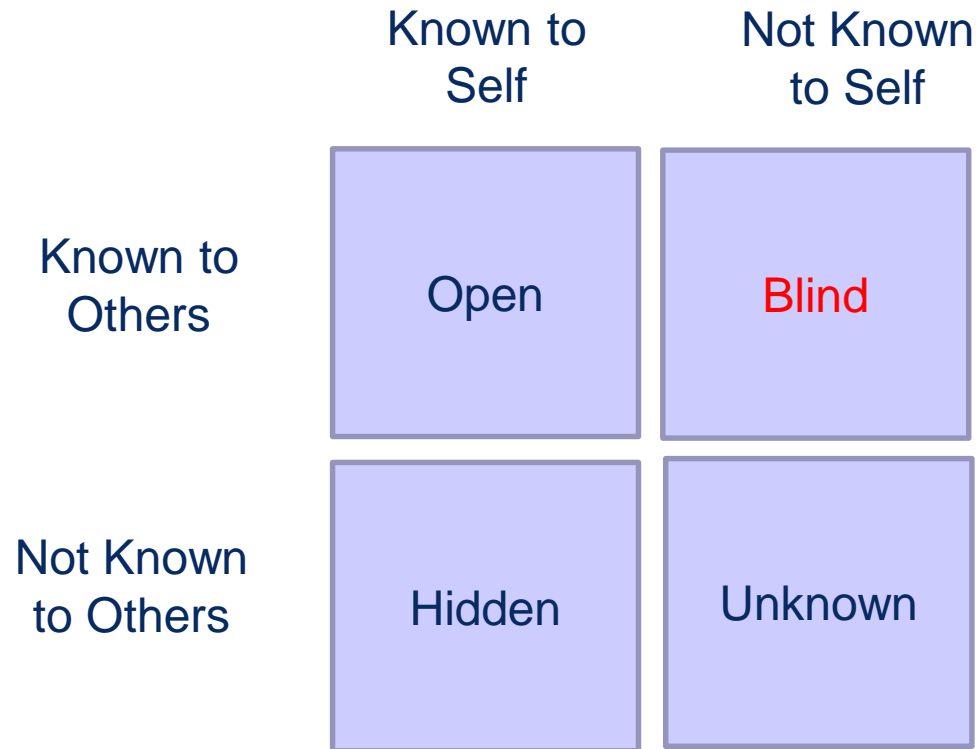 Known to
Self
Not Known
to Self
Known to
Others
Open
Blind
Not Known
to Others
Hidden
Unknown